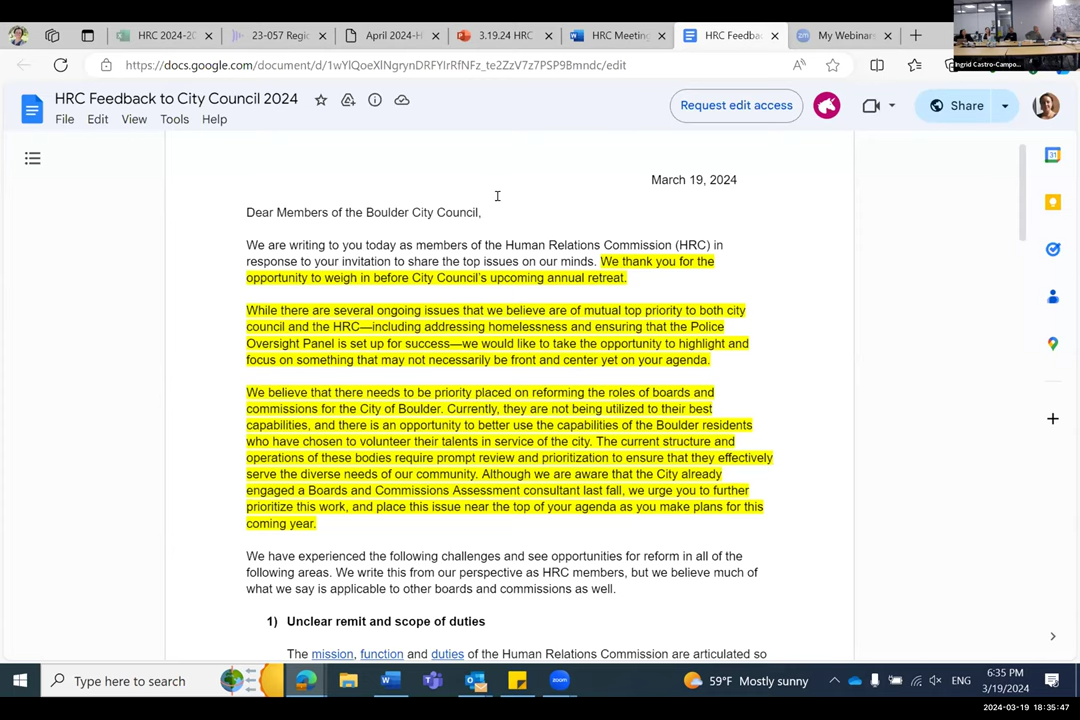 HRC 2024-20
23-057 Regic
April 2024-H
3.19.24 HRC
HRC Meeting
HRC Feedba
My Webinars
Ingrid Castro-Campo...
https://docs.google.com/document/d/1wYlQoeXlNgrynDRFYlrRfNFz_te2ZzV7z7PSP9Bmndc/edit
HRC Feedback to City Council 2024
File Edit View Tools Help
Request edit access
Share
March 19, 2024
Dear Members of the Boulder City Council,
We are writing to you today as members of the Human Relations Commission (HRC) in
response to your invitation to share the top issues on our minds. We thank you for the
opportunity to weigh in before City Council's upcoming annual retreat.
While there are several ongoing issues that we believe are of mutual top priority to both city
council and the HRC—including addressing homelessness and ensuring that the Police
Oversight Panel is set up for success—we would like to take the opportunity to highlight and
focus on something that may not necessarily be front and center yet on your agenda.
We believe that there needs to be priority placed on reforming the roles of boards and
commissions for the City of Boulder. Currently, they are not being utilized to their best
capabilities, and there is an opportunity to better use the capabilities of the Boulder residents
who have chosen to volunteer their talents in service of the city. The current structure and
operations of these bodies require prompt review and prioritization to ensure that they effectively
serve the diverse needs of our community. Although we are aware that the City already
engaged a Boards and Commissions Assessment consultant last fall, we urge you to further
prioritize this work, and place this issue near the top of your agenda as you make plans for this
coming year.
We have experienced the following challenges and see opportunities for reform in all of the
following areas. We write this from our perspective as HRC members, but we believe much of
what we say is applicable to other boards and commissions as well.
1) Unclear remit and scope of duties
The mission, function and duties of the Human Relations Commission are articulated so
Type here to search
59°F Mostly sunny
ENG
6:35 PM
3/19/2024
2024-03-19 18:35:47